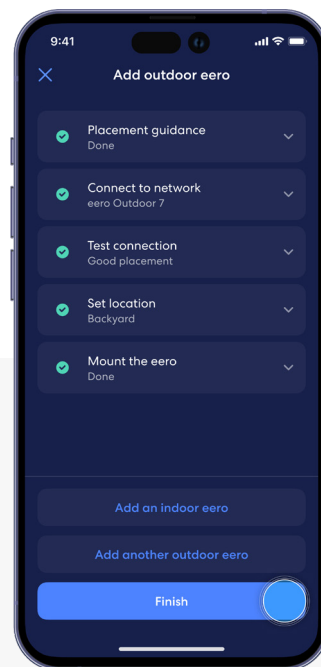 9:41
Add outdoor eero
Placement guidance
Done
Connect to network
eero Outdoor 7
Test connection
Good placement
Set location
Backyard
Mount the eero
Done
Add an indoor eero
Add another outdoor eero
Finish